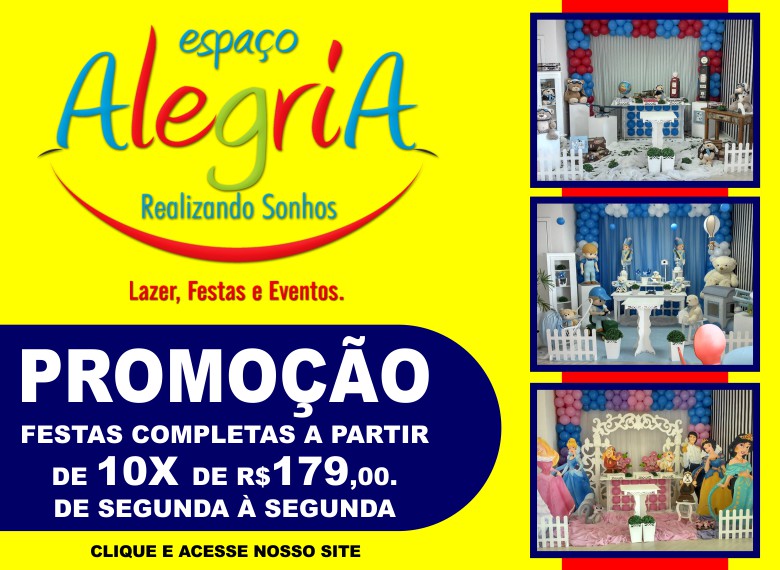 espaço
AlegriA
Realizando Sonhos
Lazer, Festas e Eventos.
PROMOÇÃO
FESTAS COMPLETAS A PARTIR
DE 10X DE R$179,00.
DE SEGUNDA À SEGUNDA
CLIQUE E ACESSE NOSSO SITE